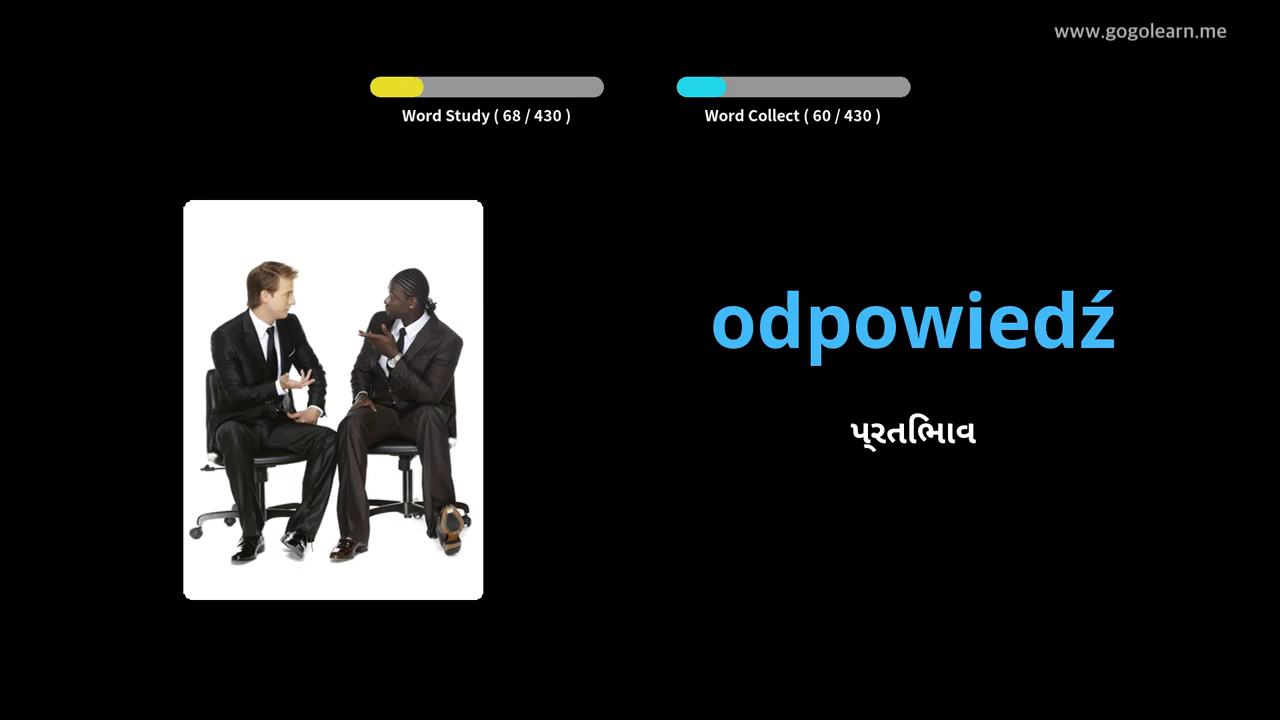 www.gogolearn.me
Word Study ( 68 / 430 )
Word Collect ( 60 / 430 )
odpowiedź
પ્રતિભાવ